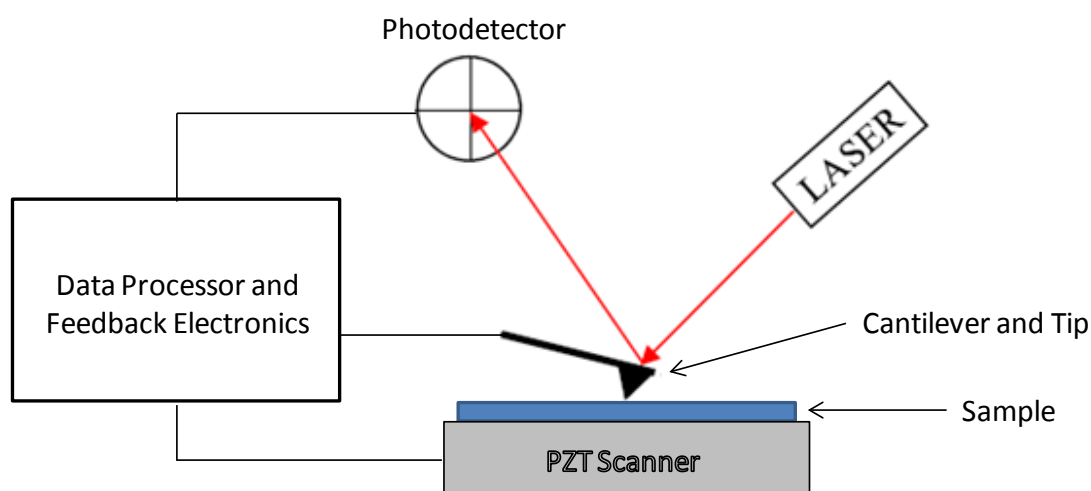 Photodetector
LASER
Data Processor and
Feedback Electronics
Cantilever and Tip
Sample
PZT Scanner